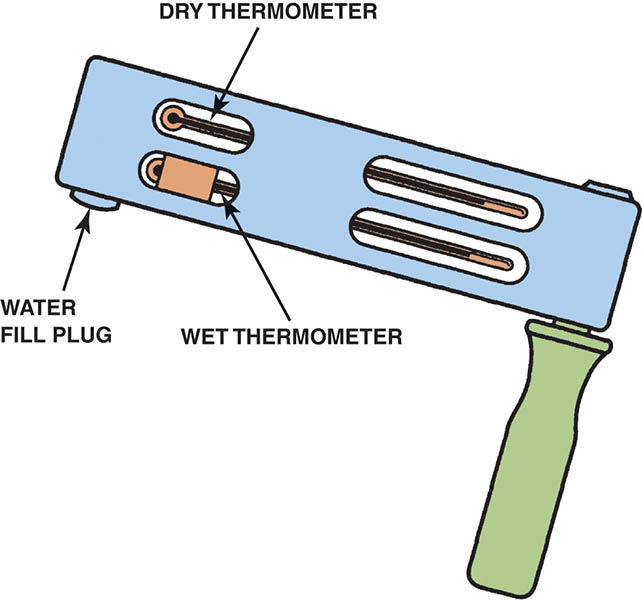 DRY THERMOMETER
WATER
FILL PLUG
WET THERMOMETER